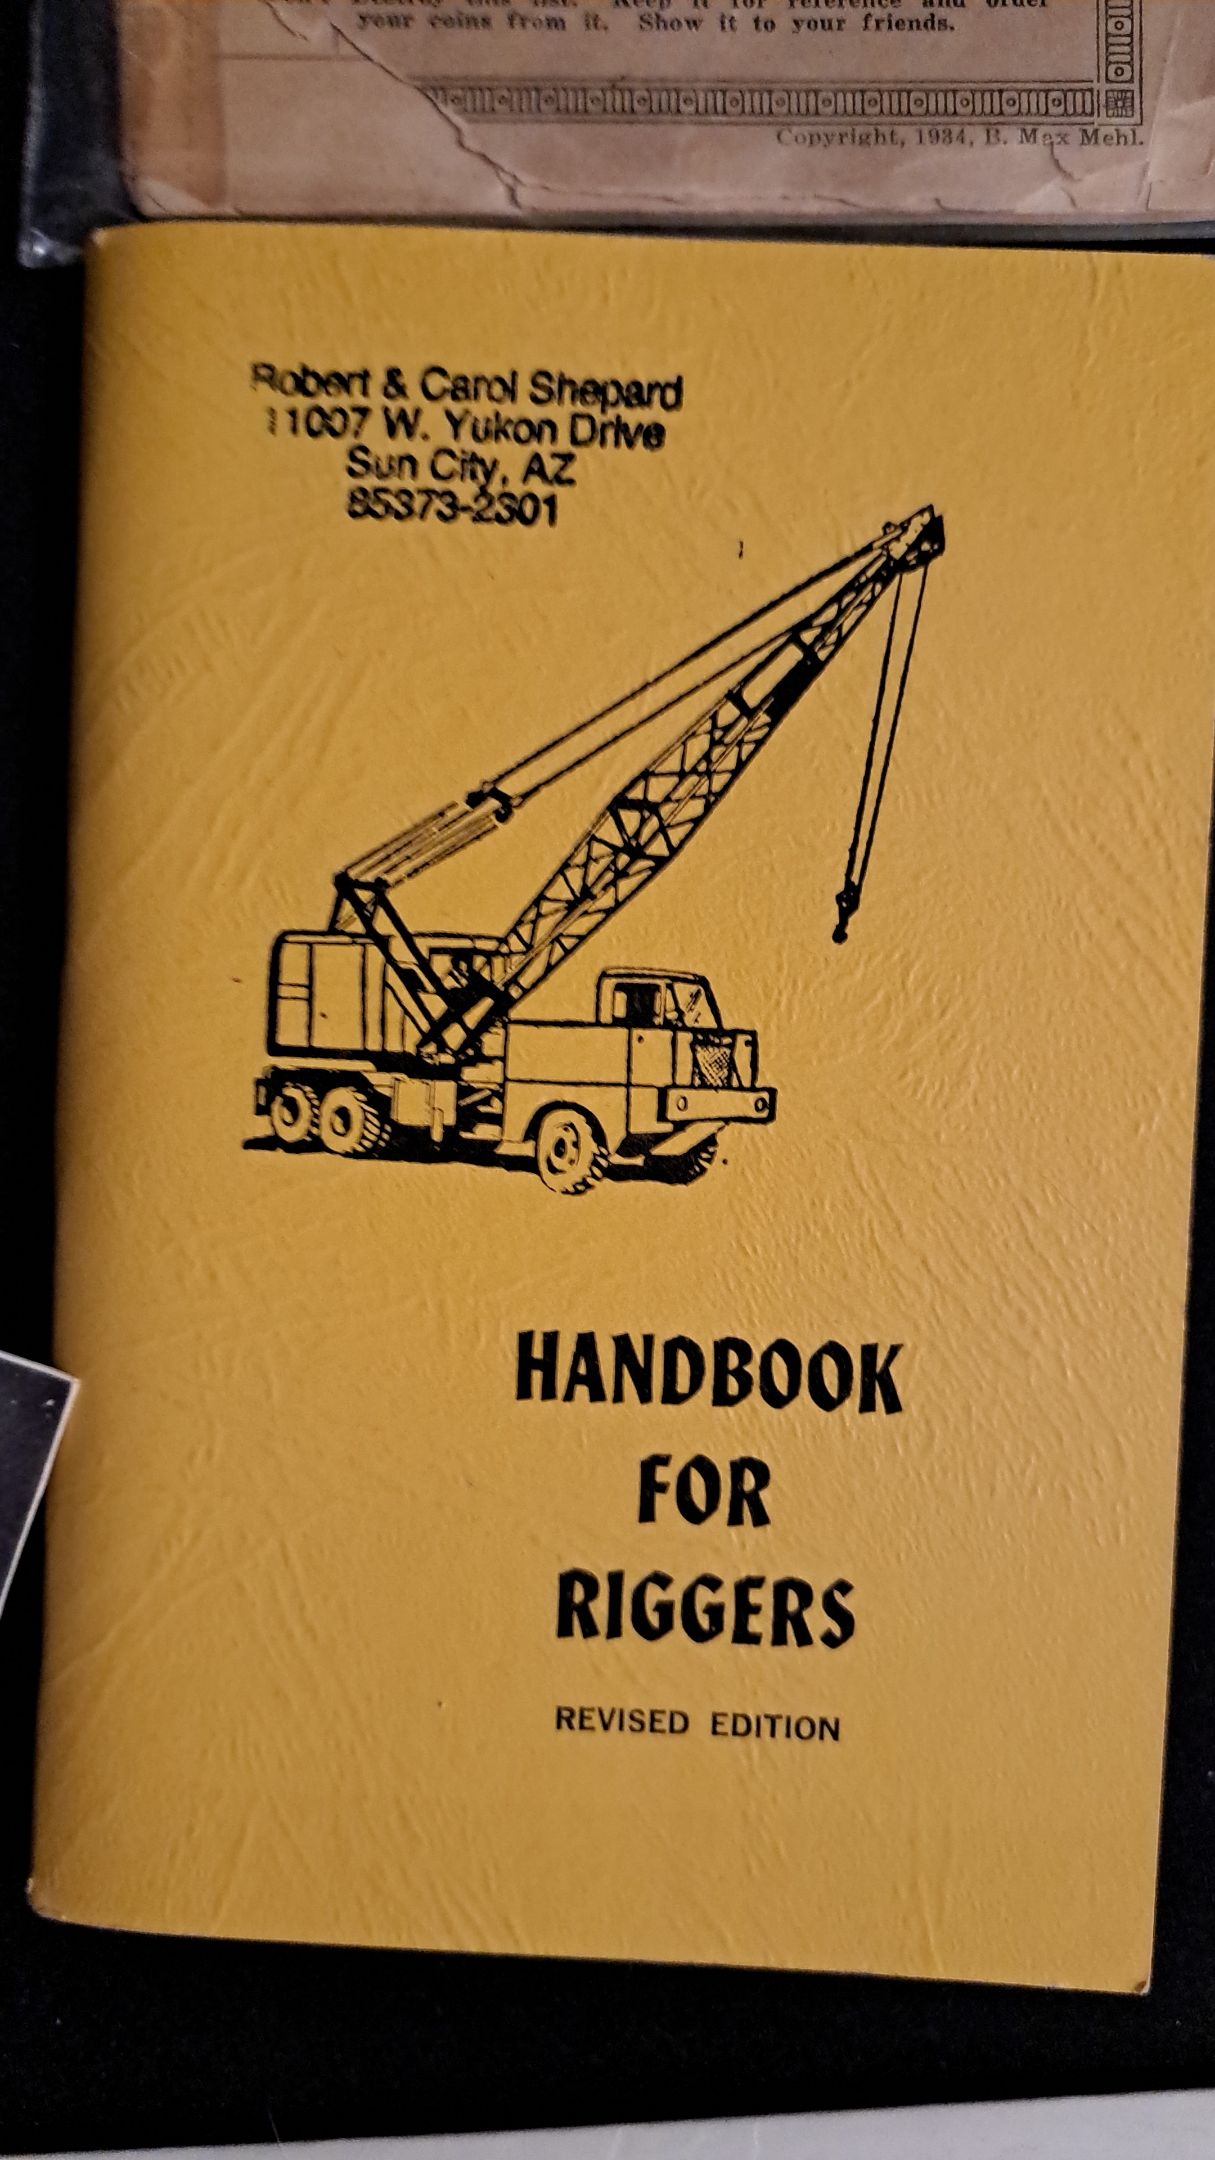 your coins from it. Show it to your friends.
Copyright, 1934, B. Max Mehl.
Robert & Carol Shepard
11007 W. Yukon Drive
Sun City, AZ
85373-2301
HANDBOOK
FOR
RIGGERS
REVISED EDITION